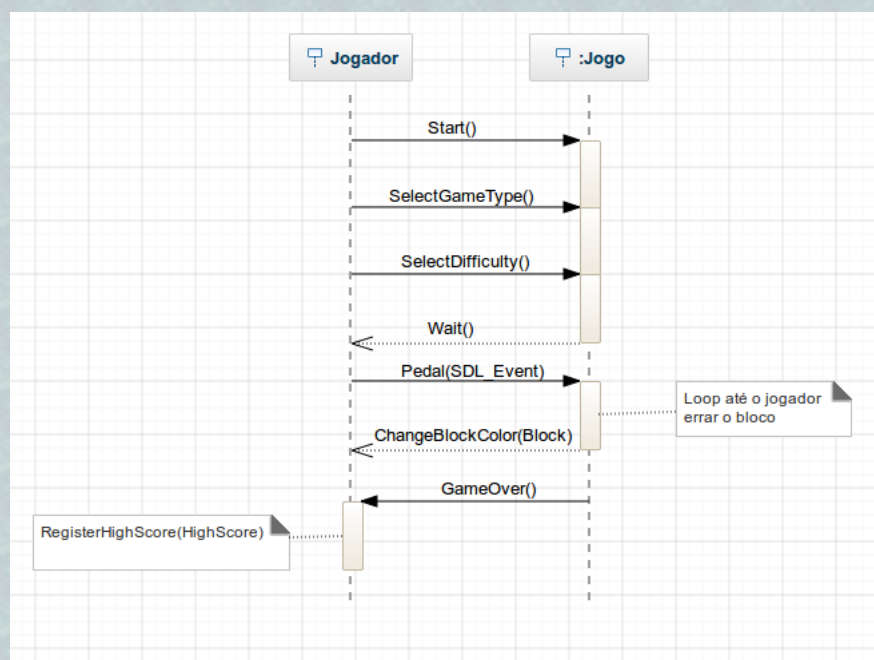 Jogador
:Jogo
Start()
SelectGameType()
SelectDifficulty()
Wait()
Pedal(SDL_Event)
Loop até o jogador
errar o bloco
ChangeBlockColor(Block)
GameOver()
RegisterHighScore(HighScore)